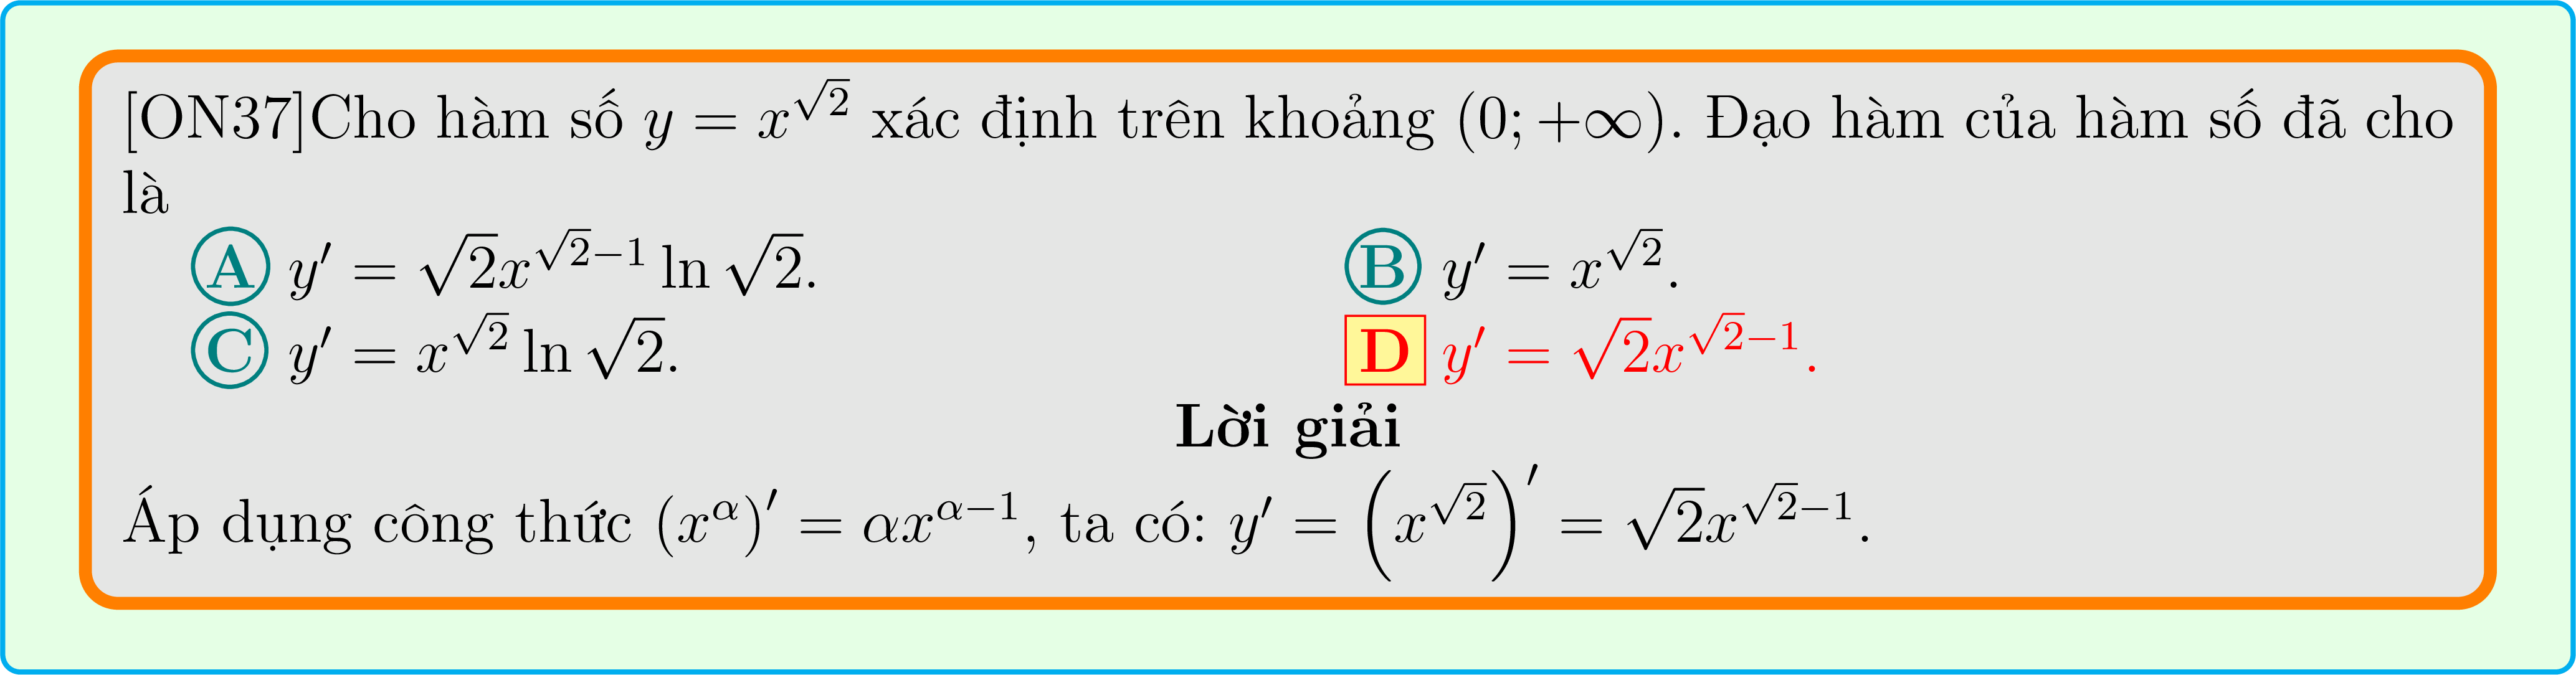 [ON37]Cho hàm số $y = x^{\sqrt{2}}$ xác định trên khoảng $(0; +\infty)$. Đạo hàm của hàm số đã cho
là
A $y' = \sqrt{2}x^{\sqrt{2}-1} \ln \sqrt{2}$. B $y' = x^{\sqrt{2}}$.
C $y' = x^{\sqrt{2}} \ln \sqrt{2}$. D $y' = \sqrt{2}x^{\sqrt{2}-1}$.
Lời giải
Áp dụng công thức $(x^{\alpha})' = \alpha x^{\alpha-1}$, ta có: $y' = \left(x^{\sqrt{2}}\right)' = \sqrt{2}x^{\sqrt{2}-1}$.